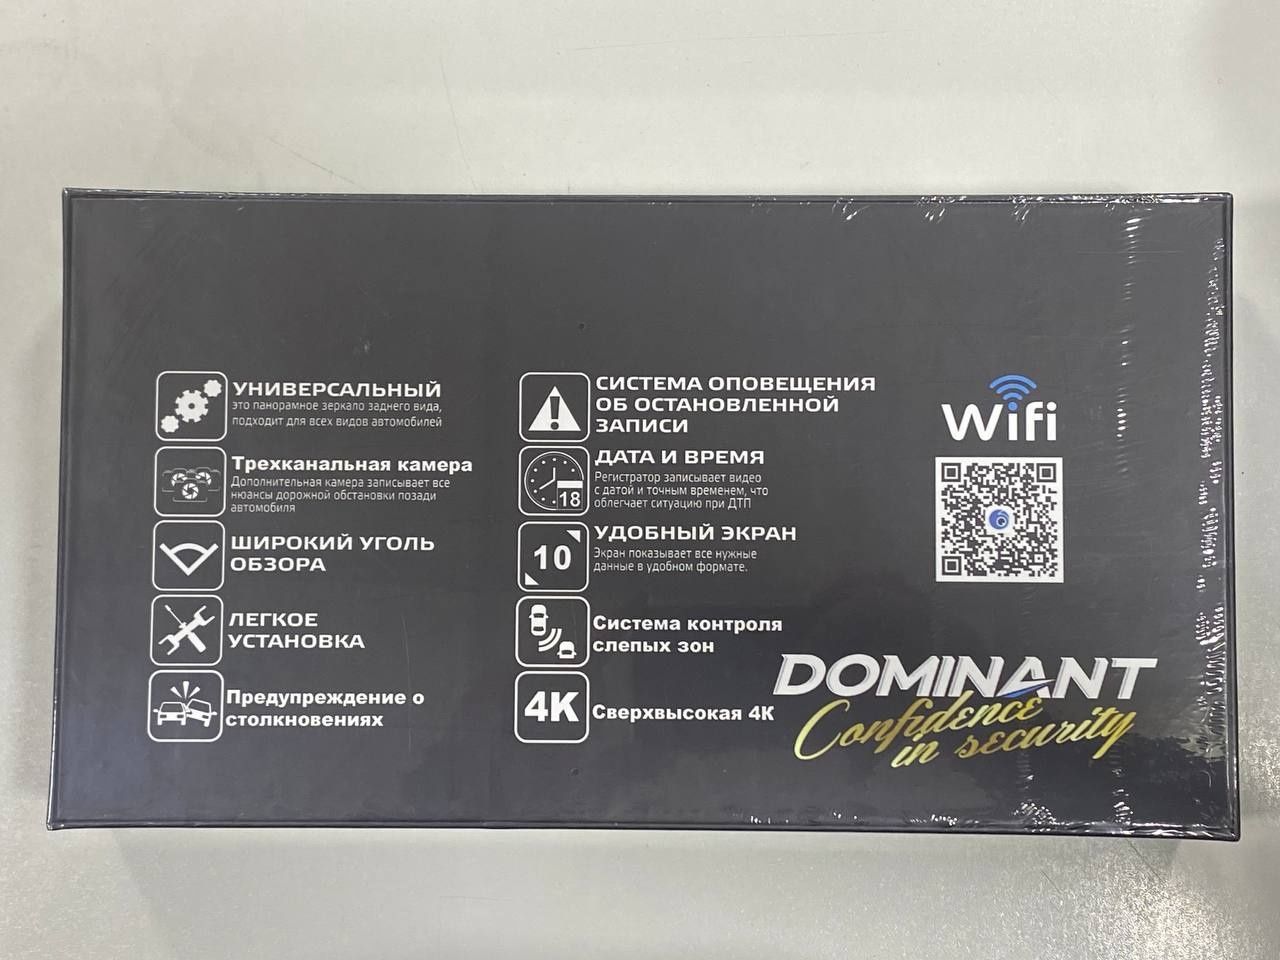 УНИВЕРСАЛЬНЫЙ
это панорамное зеркало заднего вида,
подходит для всех видов автомобилей
Трехканальная камера
Дополнительная камера записывает все
нюансы дорожной обстановки позади
автомобиля
ШИРОКИЙ УГОЛЬ
ОБЗОРА
ЛЕГКОЕ
УСТАНОВКА
Предупреждение о
столкновениях
СИСТЕМА ОПОВЕЩЕНИЯ
ОБ ОСТАНОВЛЕННОЙ
ЗАПИСИ
18
ДАТА И ВРЕМЯ
Регистратор записывает видео
с датой и точным временем, что
облегчает ситуацию при ДТП
10
УДОБНЫЙ ЭКРАН
Экран показывает все нужные
данные в удобном формате.
Система контроля
слепых зон
4K
Сверхвысокая 4К
Wifi
DOMINANT
Confidence
in security